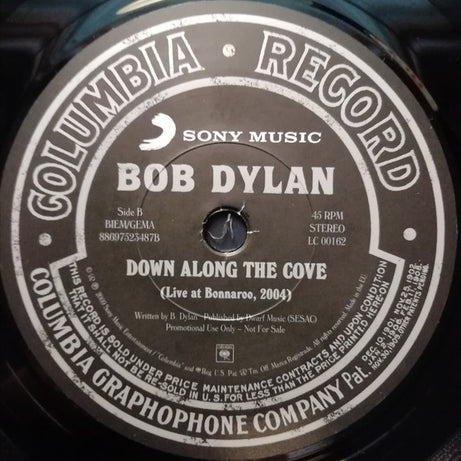 COLUMBIA · RECORD
SONY MUSIC
BOB DYLAN
Side B
BIEM/GEMA
88697525487B
45 RPM
STEREO
LC 00162
DOWN ALONG THE COVE
(Live at Bonnaroo, 2004)
Written by B. Dylan · Published by Dwarf Music (SESAC)
Promotional Use Only – Not For Sale
THIS RECORD IS SOLD UNDER PRICE MAINTENANCE CONTRACTS AND UPON CONDITION
THAT IT SHALL NOT BE RE-SOLD IN U.S. FOR LESS THAN THE PRICE PRINTED HERE-ON
COLUMBIA GRAPHOPHONE COMPANY Pat.